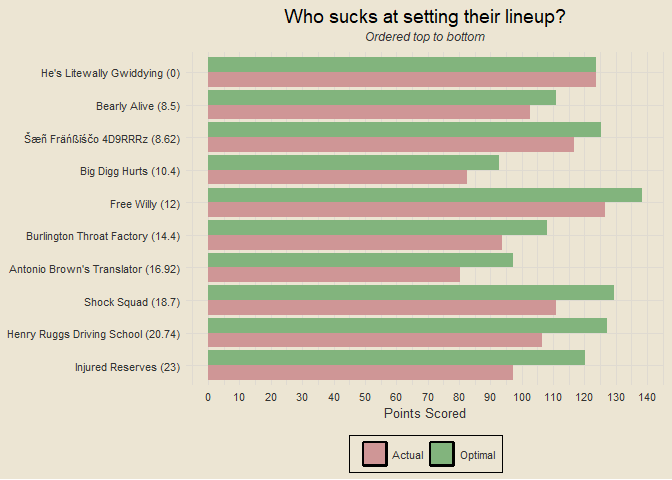 Who sucks at setting their lineup?
Ordered top to bottom
He's Litewally Gwiddying (0)
Bearly Alive (8.5)
Šæñ Fräńßïščo 4D9RRRz (8.62)
Big Digg Hurts (10.4)
Free Willy (12)
Burlington Throat Factory (14.4)
Antonio Brown's Translator (16.92)
Shock Squad (18.7)
Henry Ruggs Driving School (20.74)
Injured Reserves (23)
0 10 20 30 40 50 60 70 80 90 100 110 120 130 140
Points Scored
Actual Optimal